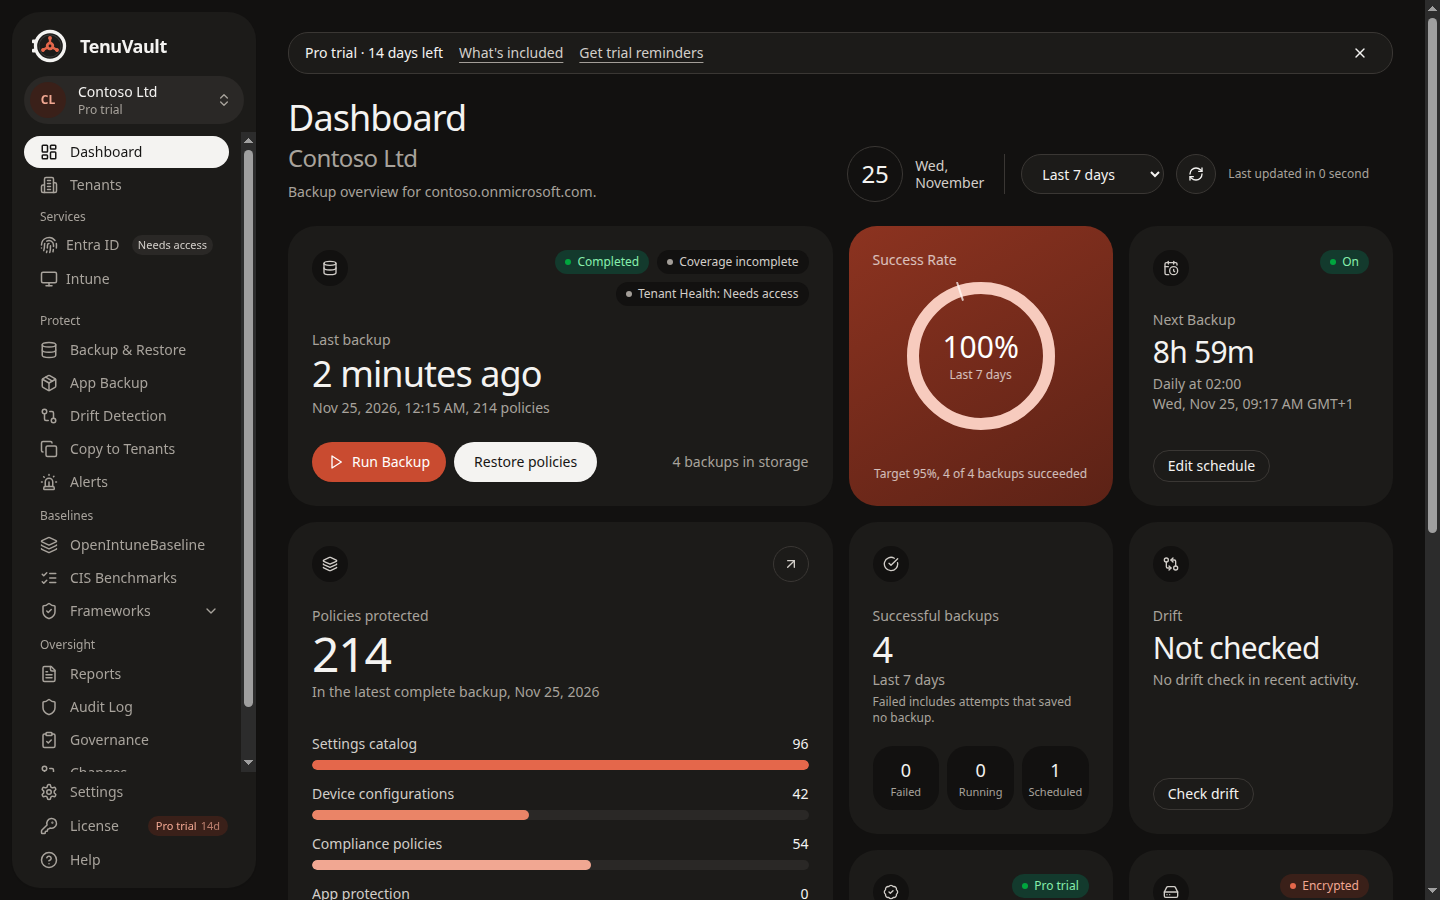 TenuVault
CL
Contoso Ltd
Pro trial
Dashboard
Tenants
Services
Entra ID
Needs access
Intune
Protect
Backup & Restore
App Backup
Drift Detection
Copy to Tenants
Alerts
Baselines
OpenIntuneBaseline
CIS Benchmarks
Frameworks
Oversight
Reports
Audit Log
Governance
Changes
Settings
License
Pro trial 14d
Help
Pro trial · 14 days left
What's included
Get trial reminders
Dashboard
Contoso Ltd
Backup overview for contoso.onmicrosoft.com.
25
Wed,
November
Last 7 days
Last updated in 0 second
Completed
Coverage incomplete
Tenant Health: Needs access
Last backup
2 minutes ago
Nov 25, 2026, 12:15 AM, 214 policies
Run Backup
Restore policies
4 backups in storage
Success Rate
100%
Last 7 days
Target 95%, 4 of 4 backups succeeded
On
Next Backup
8h 59m
Daily at 02:00
Wed, Nov 25, 09:17 AM GMT+1
Edit schedule
Policies protected
214
In the latest complete backup, Nov 25, 2026
Settings catalog
96
Device configurations
42
Compliance policies
54
App protection
0
Successful backups
4
Last 7 days
Failed includes attempts that saved
no backup.
0
Failed
0
Running
1
Scheduled
Drift
Not checked
No drift check in recent activity.
Check drift
Pro trial
Encrypted